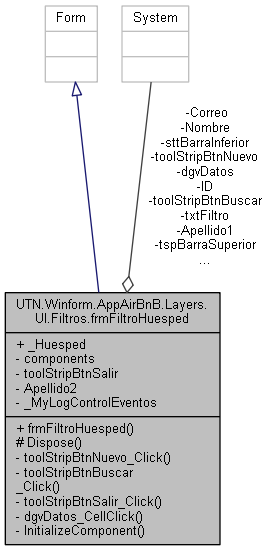 Form
System
-Correo
-Nombre
-sttBarraInferior
-toolStripBtnNuevo
-dgvDatos
-ID
-toolStripBtnBuscar
-txtFiltro
-Apellido1
-tspBarraSuperior
...
UTN.Winform.AppAirBnB.Layers.
UI.Filtros.frmFiltroHuesped
+ _Huesped
- components
- toolStripBtnSalir
- Apellido2
- _MyLogControlEventos
+ frmFiltroHuesped()
# Dispose()
- toolStripBtnNuevo_Click()
- toolStripBtnBuscar
_Click()
- toolStripBtnSalir_Click()
- dgvDatos_CellClick()
- InitializeComponent()